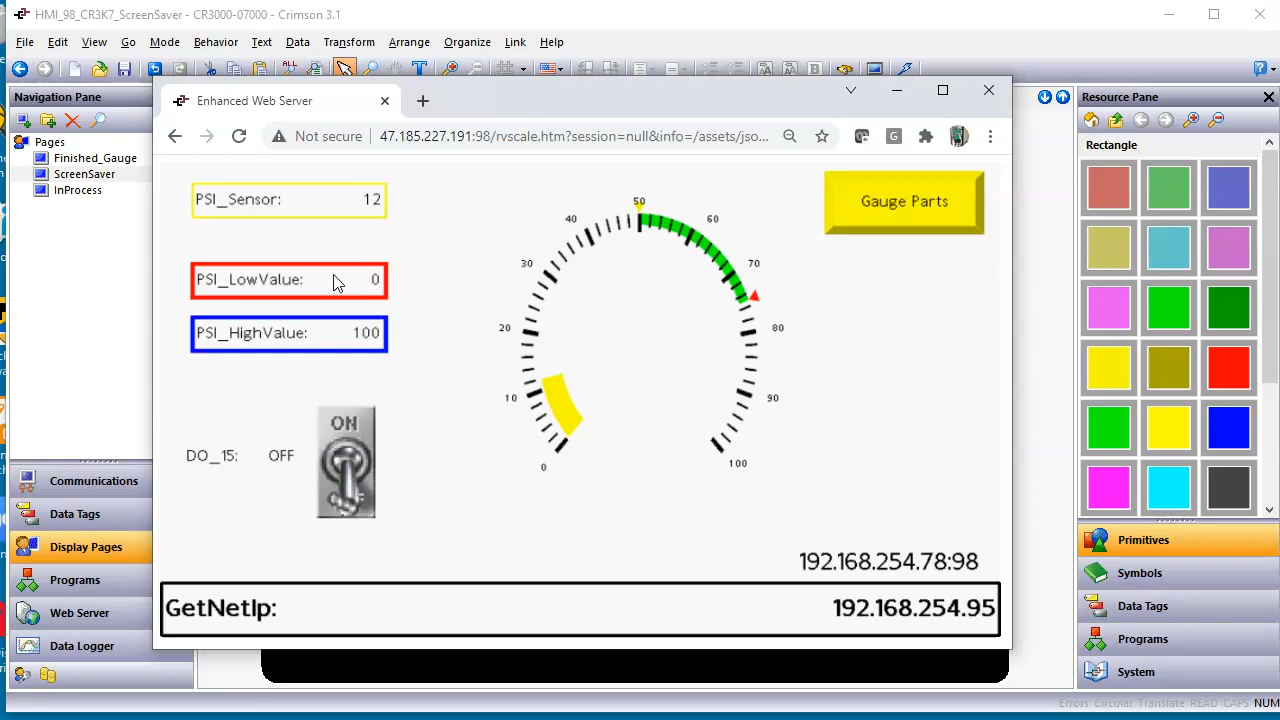 HMI_98_CR3K7_ScreenSaver - CR3000-07000 - Crimson 3.1
File Edit View Go Mode Behavior Text Data Transform Arrange Organize Link Help
Navigation Pane
Pages
Finished_Gauge
ScreenSaver
InProcess
Communications
Data Tags
Display Pages
Programs
Web Server
Data Logger
Enhanced Web Server
Not secure 47.185.227.191:98/rvscale.htm?session=null&info=/assets/jso...
PSI_Sensor: 12
PSI_LowValue: 0
PSI_HighValue: 100
DO_15: OFF
ON
OFF
0
10
20
30
40
50
60
70
80
90
100
Gauge Parts
192.168.254.78:98
GetNetIp: 192.168.254.95
Resource Pane
Rectangle
Primitives
Symbols
Data Tags
Programs
System
Errors Circular Translate READ CAPS NUM